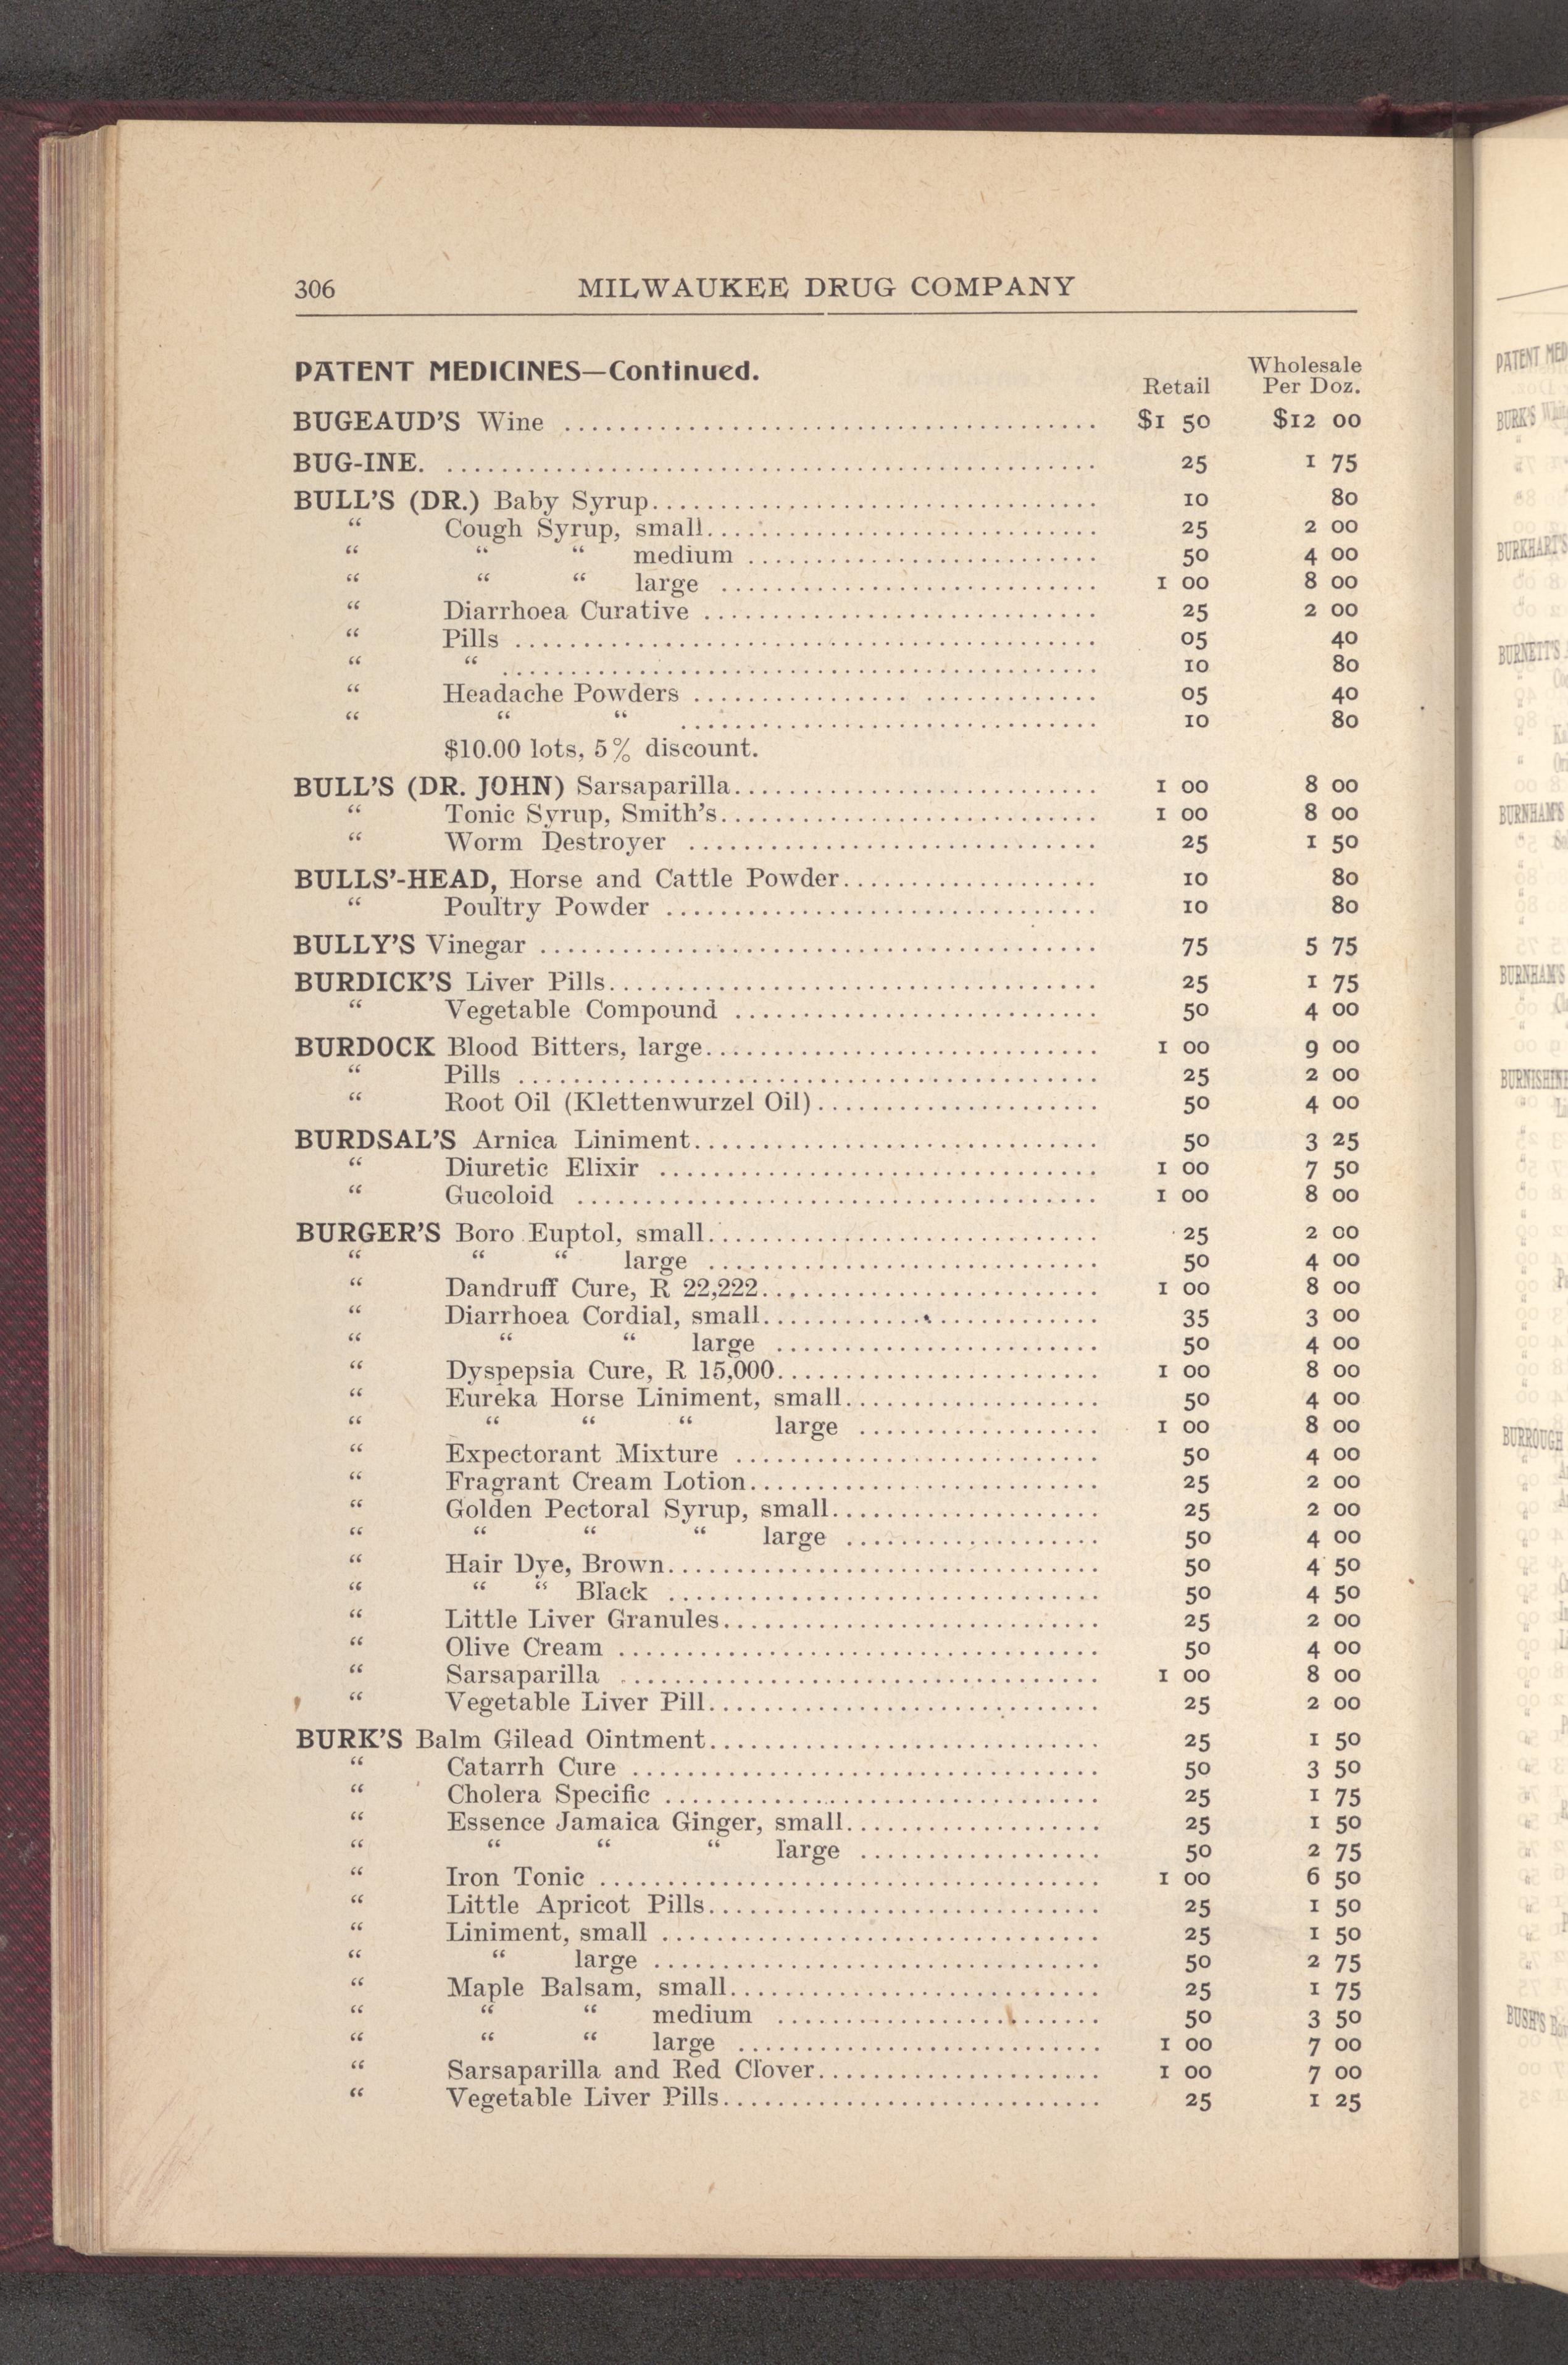 306 MILWAUKEE DRUG COMPANY
PATENT MEDICINES—Continued. Retail Wholesale Per Doz.
BUGEAUD'S Wine ........ $1 50 $12 00
BUG-INE. ........ 25 1 75
BULL'S (DR.) Baby Syrup........ 10 80
“ Cough Syrup, small........ 25 2 00
“ “ “ medium ........ 50 4 00
“ “ “ large ........ 1 00 8 00
“ Diarrhoea Curative ........ 25 2 00
“ Pills ........ 05 40
“ “ ........ 10 80
“ Headache Powders ........ 05 40
“ “ “ ........ 10 80
$10.00 lots, 5% discount.
BULL'S (DR. JOHN) Sarsaparilla........ 1 00 8 00
“ Tonic Syrup, Smith's........ 1 00 8 00
“ Worm Destroyer ........ 25 1 50
BULLS'-HEAD, Horse and Cattle Powder........ 10 80
“ Poultry Powder ........ 10 80
BULLY'S Vinegar ........ 75 5 75
BURDICK'S Liver Pills........ 25 1 75
“ Vegetable Compound ........ 50 4 00
BURDOCK Blood Bitters, large........ 1 00 9 00
“ Pills ........ 25 2 00
“ Root Oil (Klettenwurzel Oil)........ 50 4 00
BURDSAL'S Arnica Liniment........ 50 3 25
“ Diuretic Elixir ........ 1 00 7 50
“ Gucoloid ........ 1 00 8 00
BURGER'S Boro Euptol, small........ 25 2 00
“ “ “ large ........ 50 4 00
“ Dandruff Cure, R 22,222........ 1 00 8 00
“ Diarrhoea Cordial, small........ 35 3 00
“ “ “ large ........ 50 4 00
“ Dyspepsia Cure, R 15,000........ 1 00 8 00
“ Eureka Horse Liniment, small........ 50 4 00
“ “ “ “ large ........ 1 00 8 00
“ Expectorant Mixture ........ 50 4 00
“ Fragrant Cream Lotion........ 25 2 00
“ Golden Pectoral Syrup, small........ 25 2 00
“ “ “ “ large ........ 50 4 00
“ Hair Dye, Brown........ 50 4 50
“ “ “ Black ........ 50 4 50
“ Little Liver Granules........ 25 2 00
“ Olive Cream ........ 50 4 00
“ Sarsaparilla ........ 1 00 8 00
“ Vegetable Liver Pill........ 25 2 00
BURK'S Balm Gilead Ointment........ 25 1 50
“ Catarrh Cure ........ 50 3 50
“ Cholera Specific ........ 25 1 75
“ Essence Jamaica Ginger, small........ 25 1 50
“ “ “ “ large ........ 50 2 75
“ Iron Tonic ........ 1 00 6 50
“ Little Apricot Pills........ 25 1 50
“ Liniment, small ........ 25 1 50
“ “ large ........ 50 2 75
“ Maple Balsam, small........ 25 1 75
“ “ “ medium ........ 50 3 50
“ “ “ large ........ 1 00 7 00
“ Sarsaparilla and Red Clover........ 1 00 7 00
“ Vegetable Liver Pills........ 25 1 25
PATENT
BURK'S
BURKHART'S
BURNETT'S
BURNHAM'S
BURNHAM'S
BURROUGH
BUSH'S